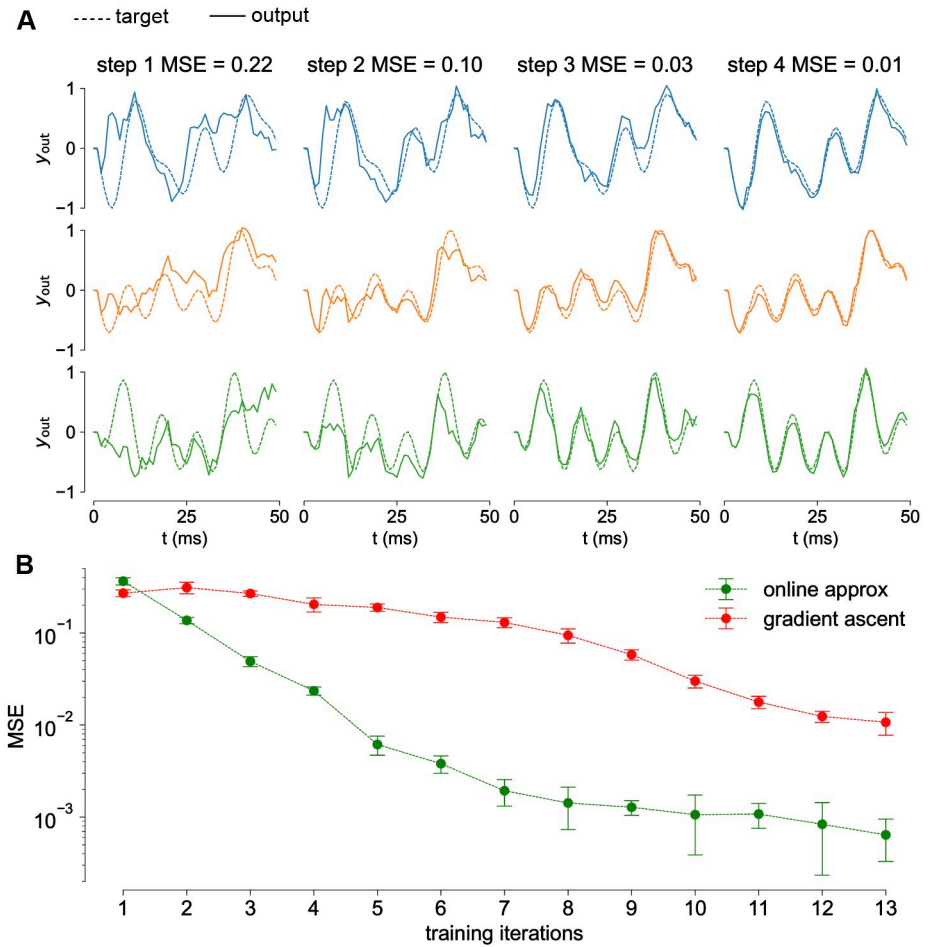 A
target output
step 1 MSE = 0.22 step 2 MSE = 0.10 step 3 MSE = 0.03 step 4 MSE = 0.01
1
y_out
0
−1
1
y_out
0
−1
1
y_out
0
−1
0 25 50 0 25 50 0 25 50 0 25 50
t (ms) t (ms) t (ms) t (ms)
B
online approx
gradient ascent
10⁻¹
10⁻²
10⁻³
MSE
1 2 3 4 5 6 7 8 9 10 11 12 13
training iterations